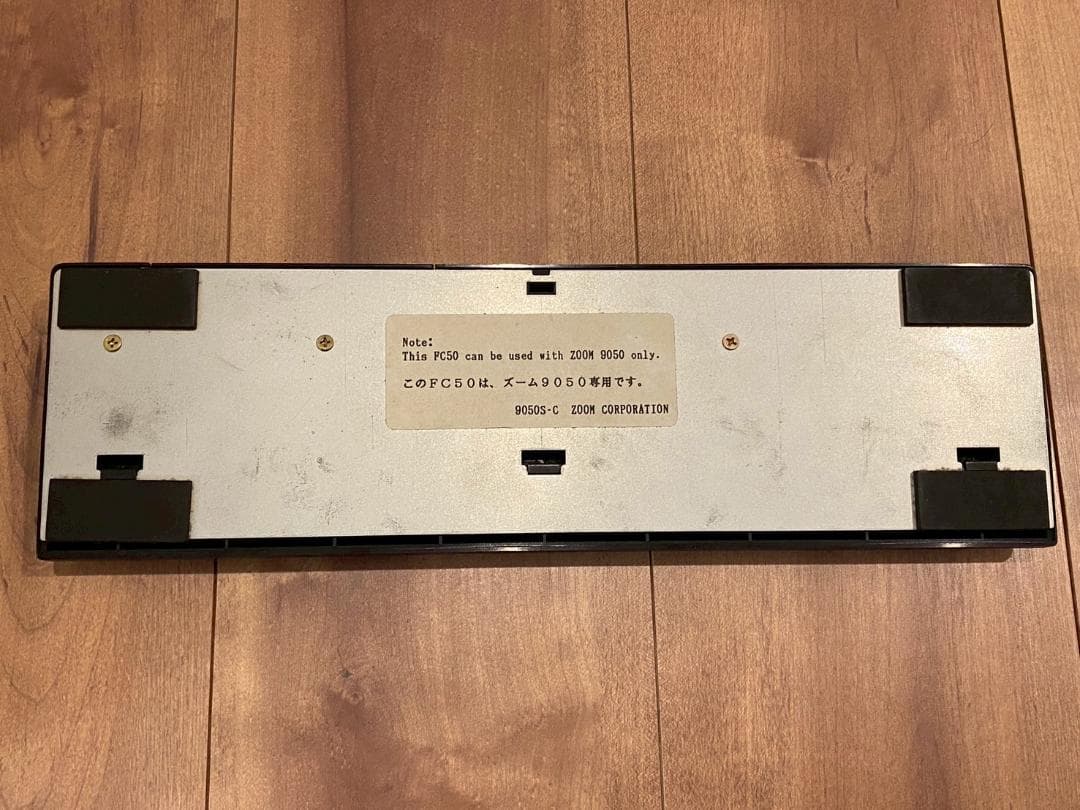 Note:
This FC50 can be used with ZOOM 9050 only.
このFC50は、ズーム9050専用です。
9050S-C ZOOM CORPORATION